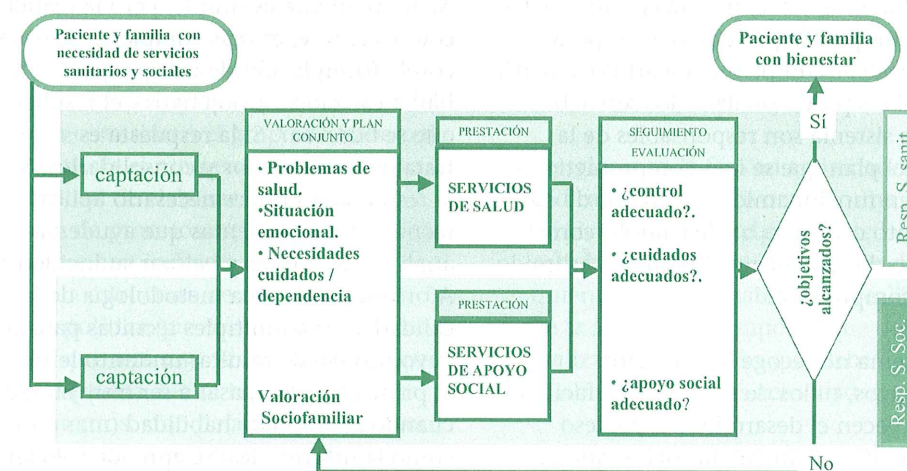 Paciente y familia con
necesidad de servicios
sanitarios y sociales
Paciente y familia
con bienestar
captación
captación
VALORACIÓN Y PLAN
CONJUNTO
• Problemas de
salud.
•Situación
emocional.
• Necesidades
cuidados /
dependencia
Valoración
Sociofamiliar
PRESTACIÓN
SERVICIOS
DE SALUD
PRESTACIÓN
SERVICIOS
DE APOYO
SOCIAL
SEGUIMIENTO
EVALUACIÓN
• ¿control
adecuado?.
• ¿cuidados
adecuados?.
• ¿apoyo social
adecuado?
Sí
¿objetivos
alcanzados?
No
Resp. S. sanit
Resp. S. Soc.